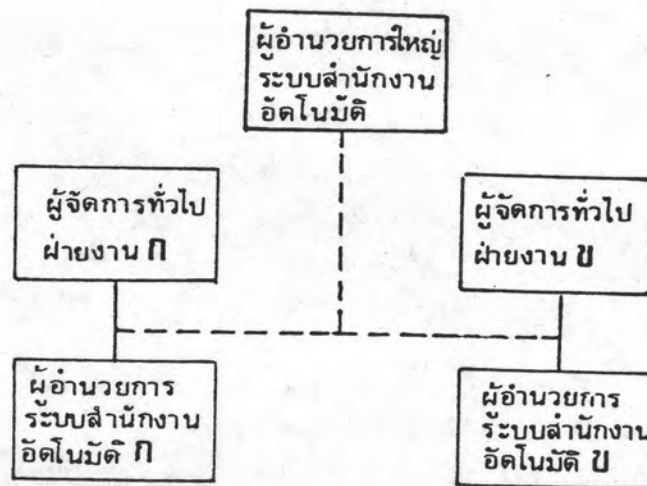 ผู้อำนวยการใหญ่
ระบบสำนักงาน
อัตโนมัติ
ผู้จัดการทั่วไป
ฝ่ายงาน ก
ผู้จัดการทั่วไป
ฝ่ายงาน ข
ผู้อำนวยการ
ระบบสำนักงาน
อัตโนมัติ ก
ผู้อำนวยการ
ระบบสำนักงาน
อัตโนมัติ ข